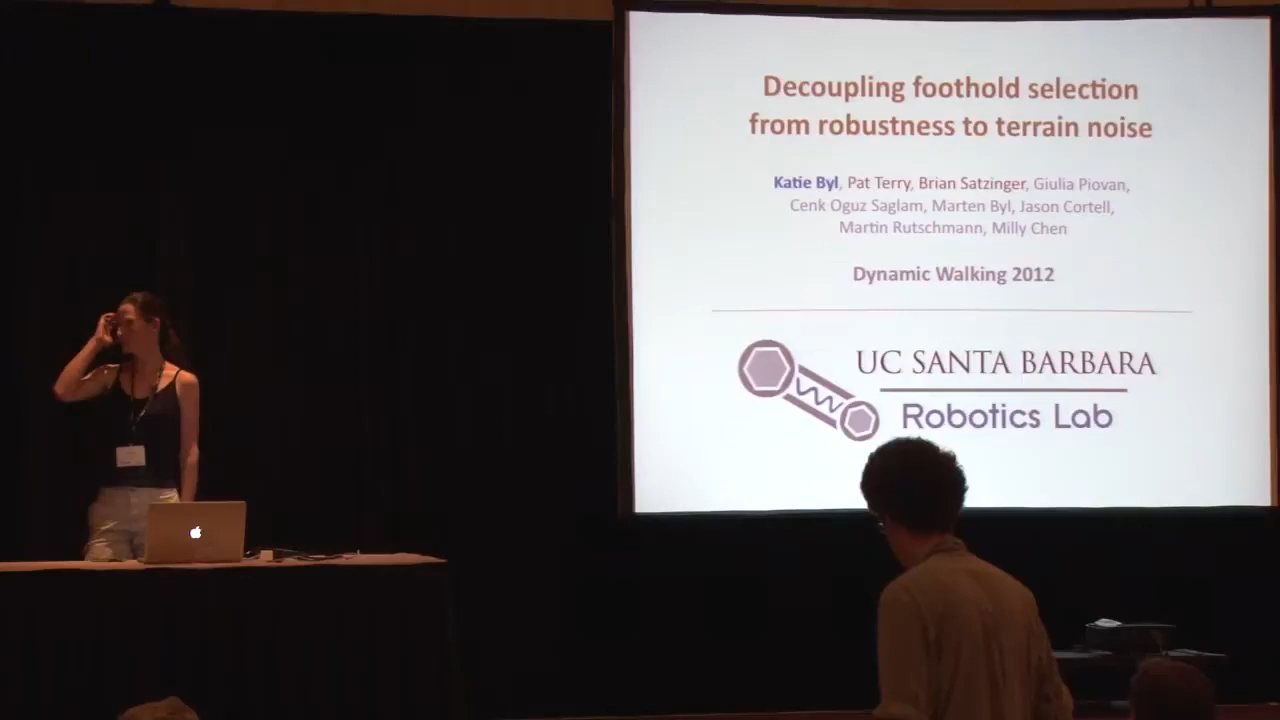 Decoupling foothold selection
from robustness to terrain noise
Katie Byl, Pat Terry, Brian Satzinger, Giulia Piovan,
Cenk Oguz Saglam, Marten Byl, Jason Cortell,
Martin Rutschmann, Milly Chen
Dynamic Walking 2012
UC SANTA BARBARA
Robotics Lab